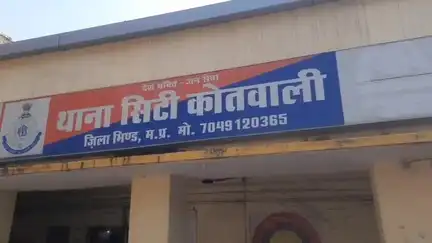 देश भक्ति - जन सेवा
थाना सिटी कोतवाली
जिला भिण्ड, म.प्र. मो. 7049120365